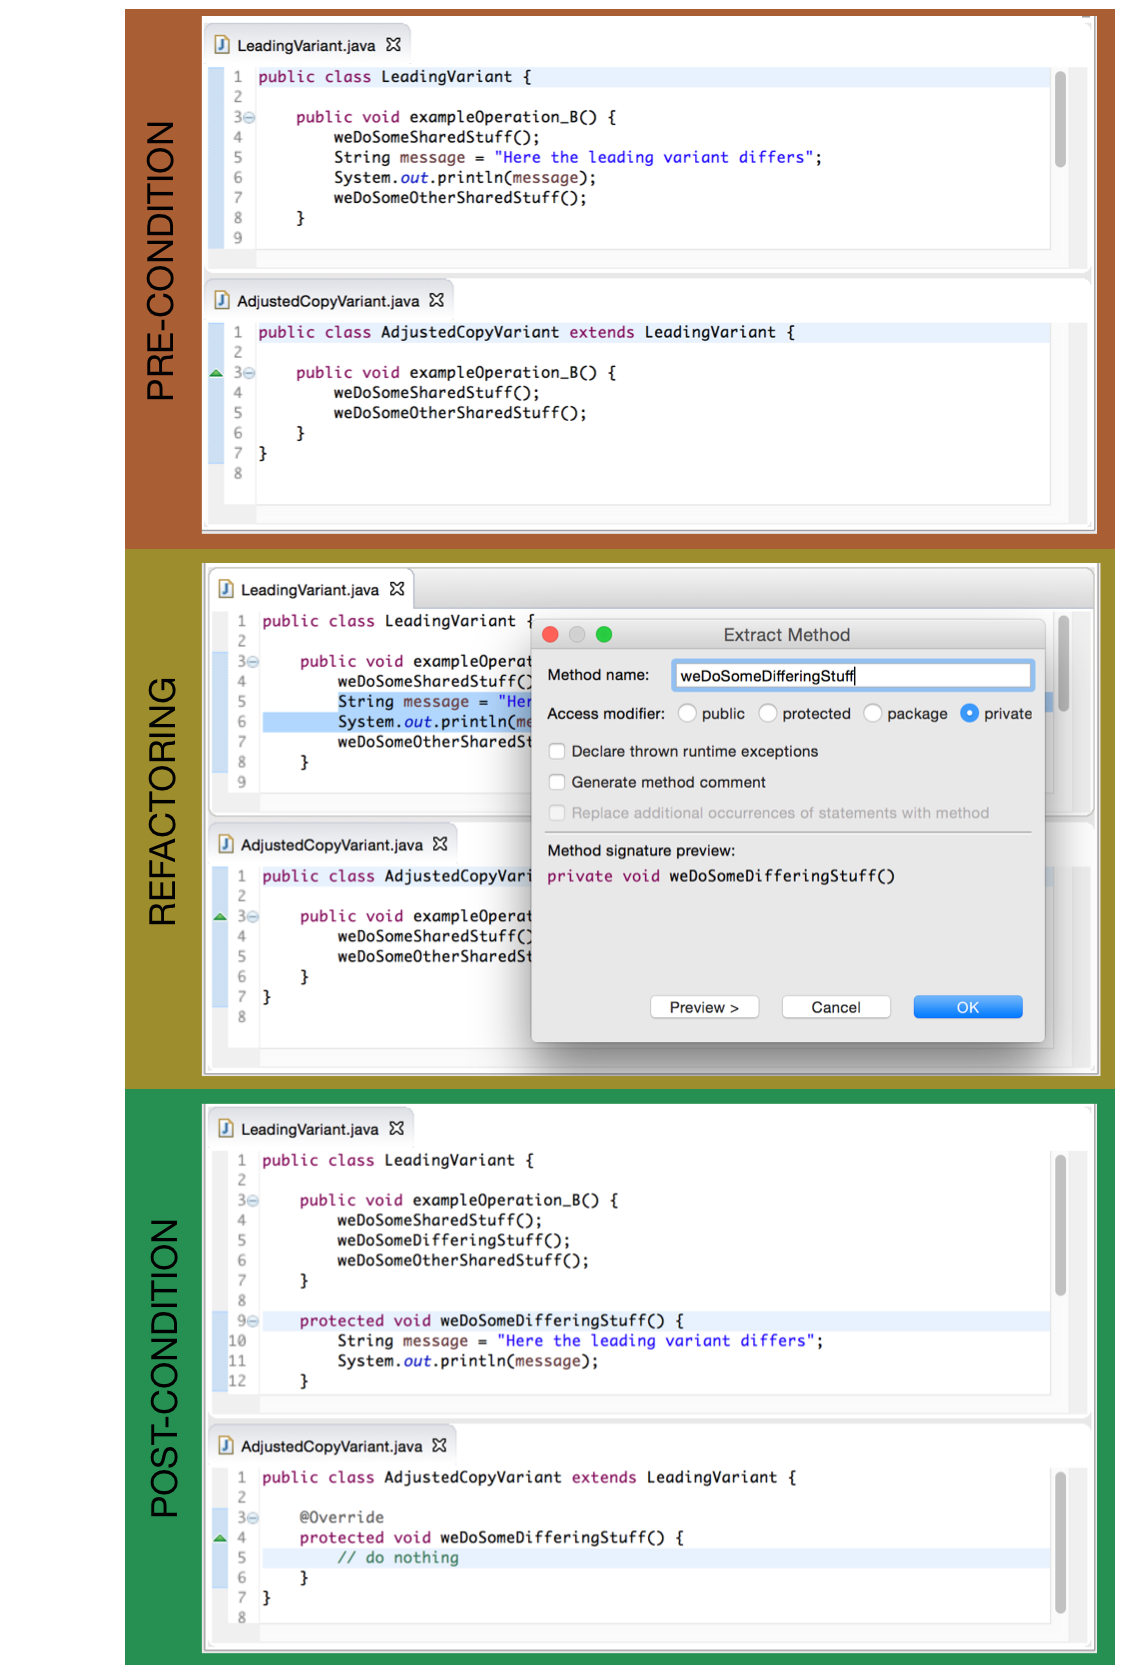 PRE-CONDITION
LeadingVariant.java
1 public class LeadingVariant {
2
3 public void exampleOperation_B() {
4 weDoSomeSharedStuff();
5 String message = "Here the leading variant differs";
6 System.out.println(message);
7 weDoSomeOtherSharedStuff();
8 }
9
AdjustedCopyVariant.java
1 public class AdjustedCopyVariant extends LeadingVariant {
2
3 public void exampleOperation_B() {
4 weDoSomeSharedStuff();
5 weDoSomeOtherSharedStuff();
6 }
7 }
8
REFACTORING
LeadingVariant.java
1 public class LeadingVariant {
2
3 public void exampleOperat
4 weDoSomeSharedStuff()
5 String message = "Her
6 System.out.println(me
7 weDoSomeOtherSharedSt
8 }
9
AdjustedCopyVariant.java
1 public class AdjustedCopyVari
2
3 public void exampleOperat
4 weDoSomeSharedStuff()
5 weDoSomeOtherSharedSt
6 }
7 }
8
Extract Method
Method name: weDoSomeDifferingStuff
Access modifier: public protected package private
Declare thrown runtime exceptions
Generate method comment
Replace additional occurrences of statements with method
Method signature preview:
private void weDoSomeDifferingStuff()
Preview > Cancel OK
POST-CONDITION
LeadingVariant.java
1 public class LeadingVariant {
2
3 public void exampleOperation_B() {
4 weDoSomeSharedStuff();
5 weDoSomeDifferingStuff();
6 weDoSomeOtherSharedStuff();
7 }
8
9 protected void weDoSomeDifferingStuff() {
10 String message = "Here the leading variant differs";
11 System.out.println(message);
12 }
AdjustedCopyVariant.java
1 public class AdjustedCopyVariant extends LeadingVariant {
2
3 @Override
4 protected void weDoSomeDifferingStuff() {
5 // do nothing
6 }
7 }
8